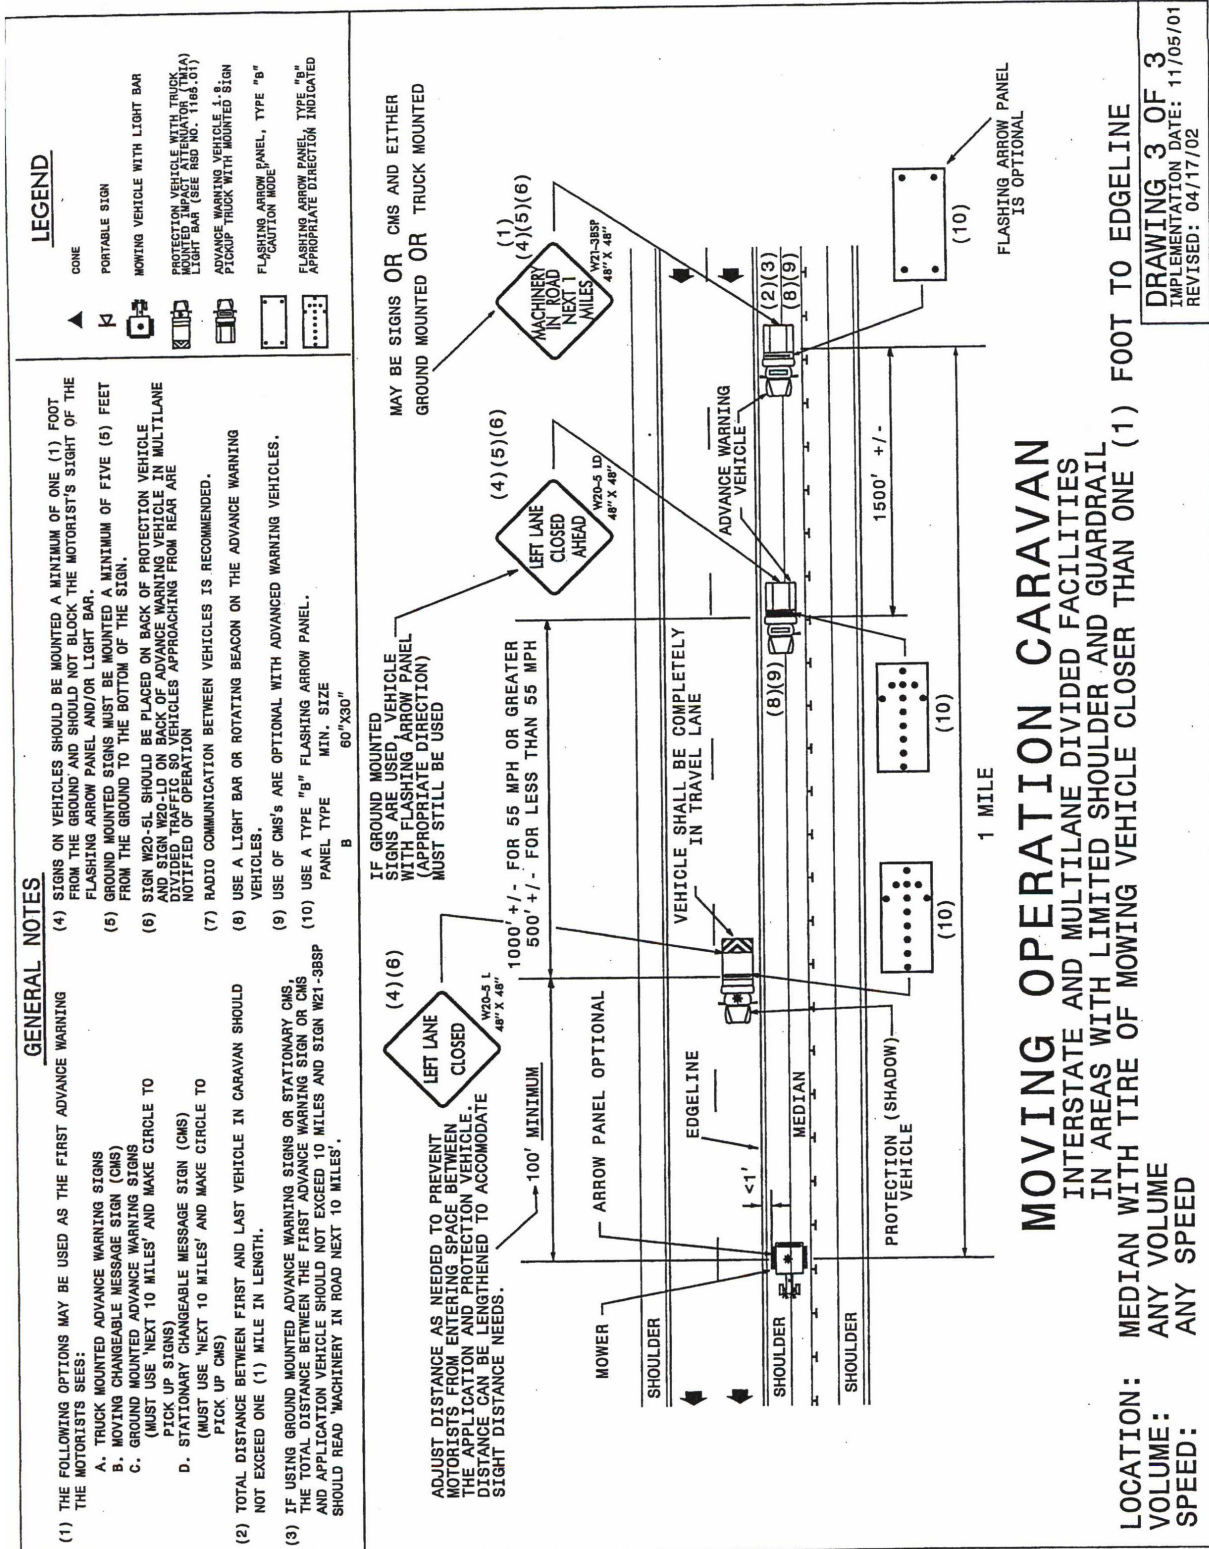 GENERAL NOTES
(1) THE FOLLOWING OPTIONS MAY BE USED AS THE FIRST ADVANCE WARNING
THE MOTORISTS SEES:
A. TRUCK MOUNTED ADVANCE WARNING SIGNS
B. MOVING CHANGEABLE MESSAGE SIGN (CMS)
C. GROUND MOUNTED ADVANCE WARNING SIGNS
(MUST USE 'NEXT 10 MILES' AND MAKE CIRCLE TO
PICK UP SIGNS)
D. STATIONARY CHANGEABLE MESSAGE SIGN (CMS)
(MUST USE 'NEXT 10 MILES' AND MAKE CIRCLE TO
PICK UP CMS)
(2) TOTAL DISTANCE BETWEEN FIRST AND LAST VEHICLE IN CARAVAN SHOULD
NOT EXCEED ONE (1) MILE IN LENGTH.
(3) IF USING GROUND MOUNTED ADVANCE WARNING SIGNS OR STATIONARY CMS,
THE TOTAL DISTANCE BETWEEN THE FIRST ADVANCE WARNING SIGN OR CMS
AND APPLICATION VEHICLE SHOULD NOT EXCEED 10 MILES AND SIGN W21-3BSP
SHOULD READ 'MACHINERY IN ROAD NEXT 10 MILES'.
(4) SIGNS ON VEHICLES SHOULD BE MOUNTED A MINIMUM OF ONE (1) FOOT
FROM THE GROUND AND SHOULD NOT BLOCK THE MOTORIST'S SIGHT OF THE
FLASHING ARROW PANEL AND/OR LIGHT BAR.
(5) GROUND MOUNTED SIGNS MUST BE MOUNTED A MINIMUM OF FIVE (5) FEET
FROM THE GROUND TO THE BOTTOM OF THE SIGN.
(6) SIGN W20-5L SHOULD BE PLACED ON BACK OF PROTECTION VEHICLE
AND SIGN W20-LD ON BACK OF ADVANCE WARNING VEHICLE IN MULTILANE
DIVIDED TRAFFIC SO VEHICLES APPROACHING FROM REAR ARE
NOTIFIED OF OPERATION
(7) RADIO COMMUNICATION BETWEEN VEHICLES IS RECOMMENDED.
(8) USE A LIGHT BAR OR ROTATING BEACON ON THE ADVANCE WARNING
VEHICLES.
(9) USE OF CMS's ARE OPTIONAL WITH ADVANCED WARNING VEHICLES.
(10) USE A TYPE "B" FLASHING ARROW PANEL.
PANEL TYPE MIN. SIZE
B 60"X30"
LEGEND
CONE
PORTABLE SIGN
MOWING VEHICLE WITH LIGHT BAR
PROTECTION VEHICLE WITH TRUCK
MOUNTED IMPACT ATTENUATOR (TMIA)
LIGHT BAR (SEE RSD NO. 1165.01)
ADVANCE WARNING VEHICLE i.e.
PICKUP TRUCK WITH MOUNTED SIGN
FLASHING ARROW PANEL, TYPE "B"
"CAUTION MODE"
FLASHING ARROW PANEL, TYPE "B"
APPROPRIATE DIRECTION INDICATED
ADJUST DISTANCE AS NEEDED TO PREVENT
MOTORISTS FROM ENTERING SPACE BETWEEN
THE APPLICATION AND PROTECTION VEHICLE.
DISTANCE CAN BE LENGTHENED TO ACCOMODATE
SIGHT DISTANCE NEEDS.
(4)(6)
LEFT LANE
CLOSED
W20-5 L
48" X 48"
IF GROUND MOUNTED
SIGNS ARE USED, VEHICLE
WITH FLASHING ARROW PANEL
(APPROPRIATE DIRECTION)
MUST STILL BE USED
(4)(5)(6)
LEFT LANE
CLOSED
AHEAD
W20-5 LD
48" X 48"
MAY BE SIGNS OR CMS AND EITHER
GROUND MOUNTED OR TRUCK MOUNTED
(1)
(4)(5)(6)
MACHINERY
IN ROAD
NEXT 1
MILES
W21-3BSP
48" X 48"
100' MINIMUM
1000' +/- FOR 55 MPH OR GREATER
500' +/- FOR LESS THAN 55 MPH
MOWER
ARROW PANEL OPTIONAL
EDGELINE
VEHICLE SHALL BE COMPLETELY
IN TRAVEL LANE
ADVANCE WARNING
VEHICLE
SHOULDER
<1'
SHOULDER
MEDIAN
SHOULDER
(8)(9)
(2)(3)
(8)(9)
PROTECTION (SHADOW)
VEHICLE
1500' +/-
(10)
(10)
(10)
FLASHING ARROW PANEL
IS OPTIONAL
1 MILE
MOVING OPERATION CARAVAN
INTERSTATE AND MULTILANE DIVIDED FACILITIES
IN AREAS WITH LIMITED SHOULDER AND GUARDRAIL
LOCATION: MEDIAN WITH TIRE OF MOWING VEHICLE CLOSER THAN ONE (1) FOOT TO EDGELINE
VOLUME: ANY VOLUME
SPEED: ANY SPEED
DRAWING 3 OF 3
IMPLEMENTATION DATE: 11/05/01
REVISED: 04/17/02